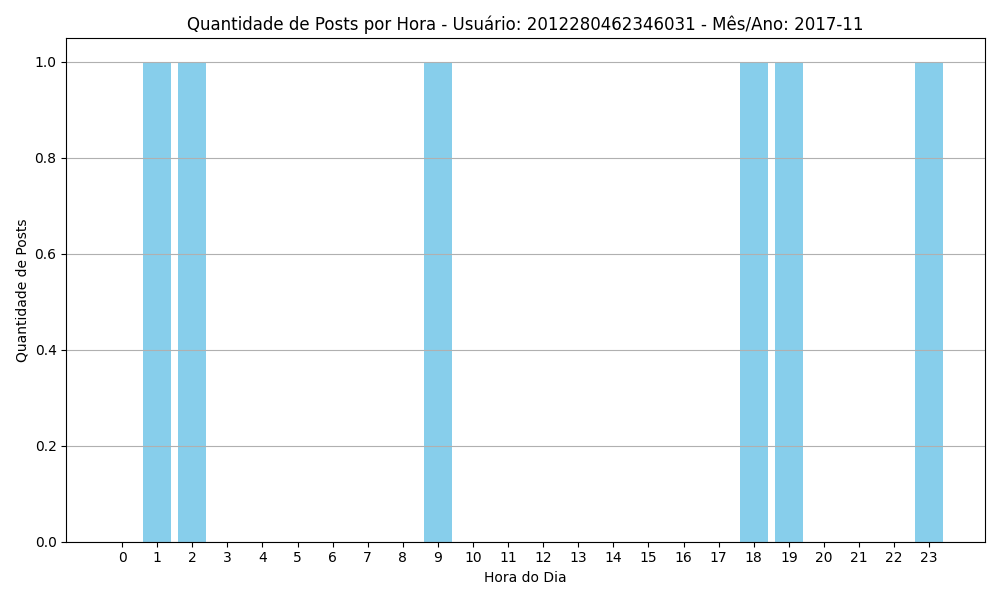 Quantidade de Posts por Hora - Usuário: 2012280462346031 - Mês/Ano: 2017-11
Quantidade de Posts
1.0
0.8
0.6
0.4
0.2
0.0
0 1 2 3 4 5 6 7 8 9 10 11 12 13 14 15 16 17 18 19 20 21 22 23
Hora do Dia